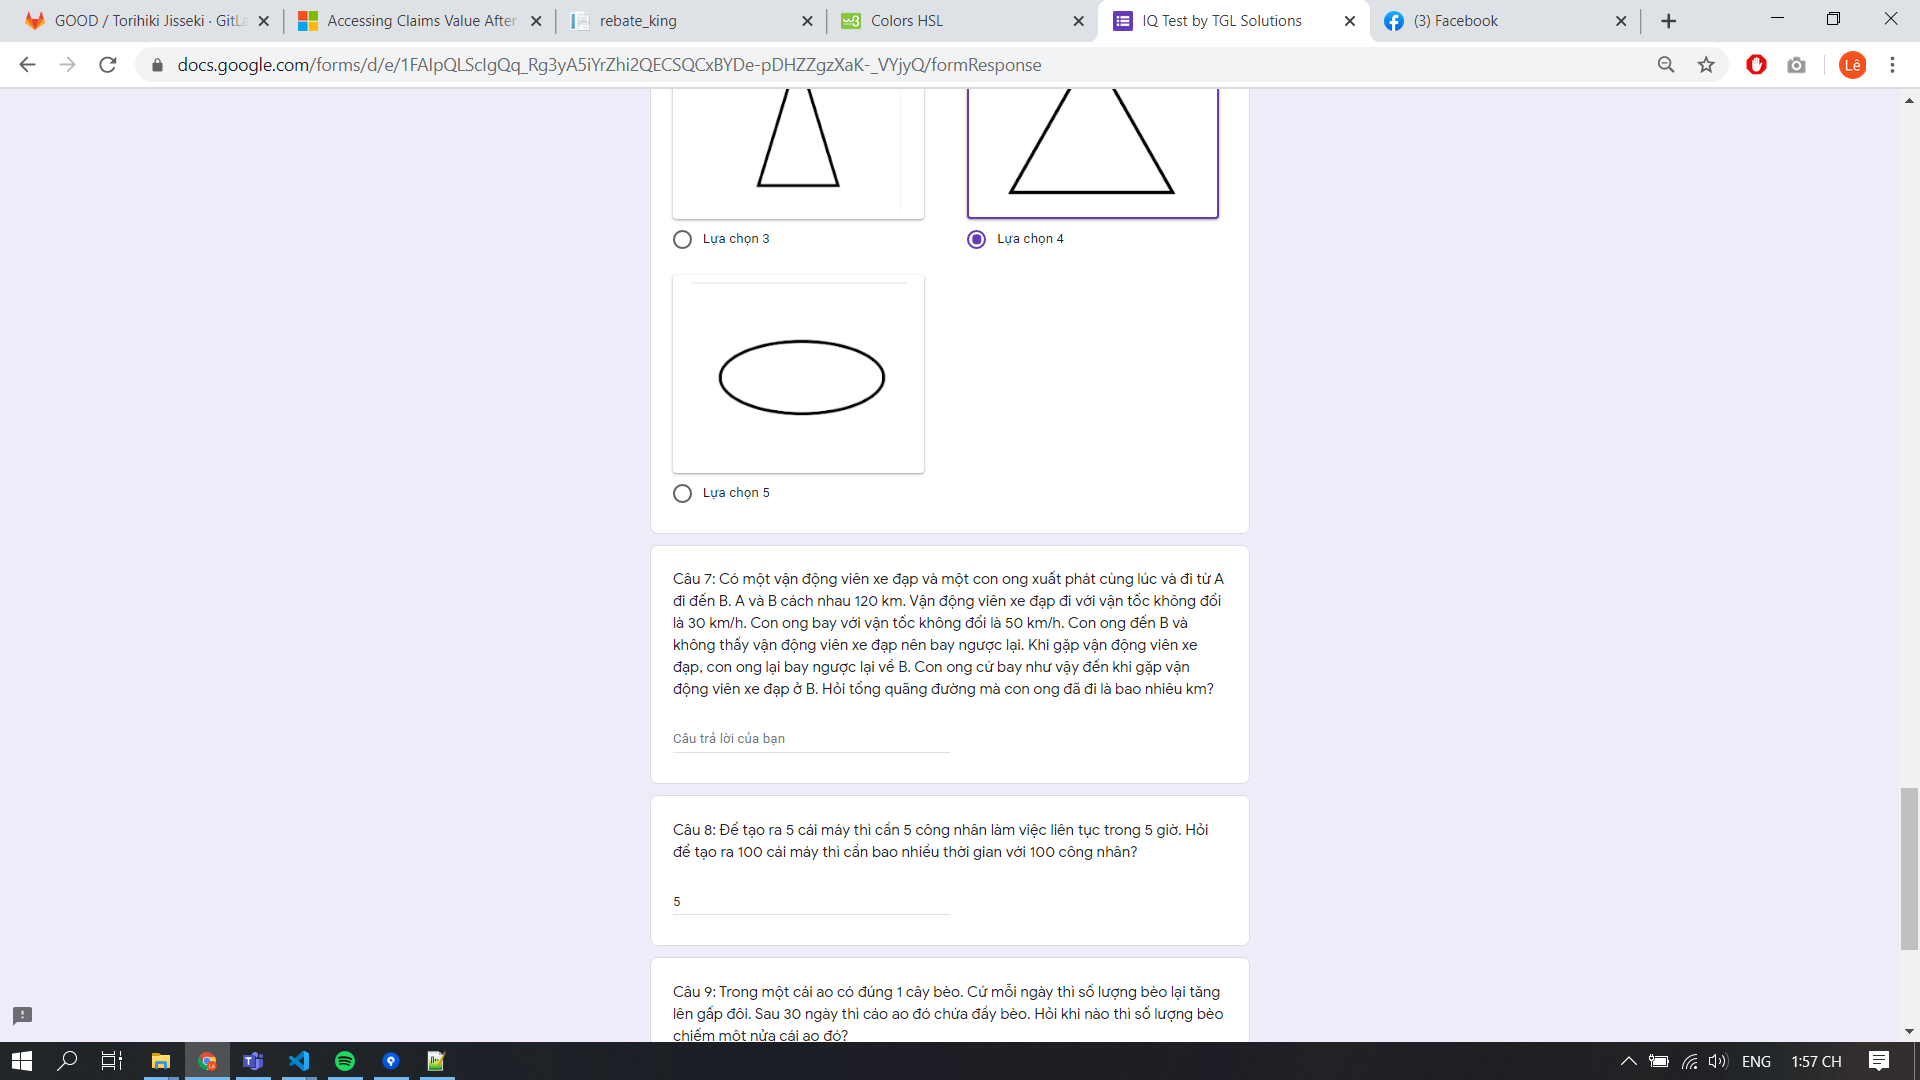 GOOD / Torihiki Jisseki · GitLa
Accessing Claims Value After
rebate_king
Colors HSL
IQ Test by TGL Solutions
(3) Facebook
docs.google.com/forms/d/e/1FAIpQLScIgQq_Rg3yA5iYrZhi2QECSQCxBYDe-pDHZZgzXaK-_VYjyQ/formResponse
Lê
Lựa chọn 3
Lựa chọn 4
Lựa chọn 5
Câu 7: Có một vận động viên xe đạp và một con ong xuất phát cùng lúc và đi từ A
đi đến B. A và B cách nhau 120 km. Vận động viên xe đạp đi với vận tốc không đổi
là 30 km/h. Con ong bay với vận tốc không đổi là 50 km/h. Con ong đến B và
không thấy vận động viên xe đạp nên bay ngược lại. Khi gặp vận động viên xe
đạp, con ong lại bay ngược lại về B. Con ong cứ bay như vậy đến khi gặp vận
động viên xe đạp ở B. Hỏi tổng quãng đường mà con ong đã đi là bao nhiêu km?
Câu trả lời của bạn
Câu 8: Để tạo ra 5 cái máy thì cần 5 công nhân làm việc liên tục trong 5 giờ. Hỏi
để tạo ra 100 cái máy thì cần bao nhiều thời gian với 100 công nhân?
5
Câu 9: Trong một cái ao có đúng 1 cây bèo. Cứ mỗi ngày thì số lượng bèo lại tăng
lên gấp đôi. Sau 30 ngày thì cáo ao đó chứa đầy bèo. Hỏi khi nào thì số lượng bèo
chiếm một nửa cái ao đó?
ENG
1:57 CH